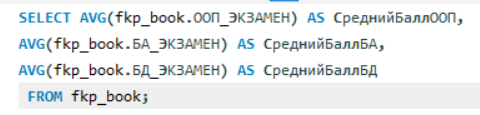 SELECT AVG(fkp_book.ООП_ЭКЗАМЕН) AS СреднийБаллООП,
AVG(fkp_book.БА_ЭКЗАМЕН) AS СреднийБаллБА,
AVG(fkp_book.БД_ЭКЗАМЕН) AS СреднийБаллБД
FROM fkp_book;